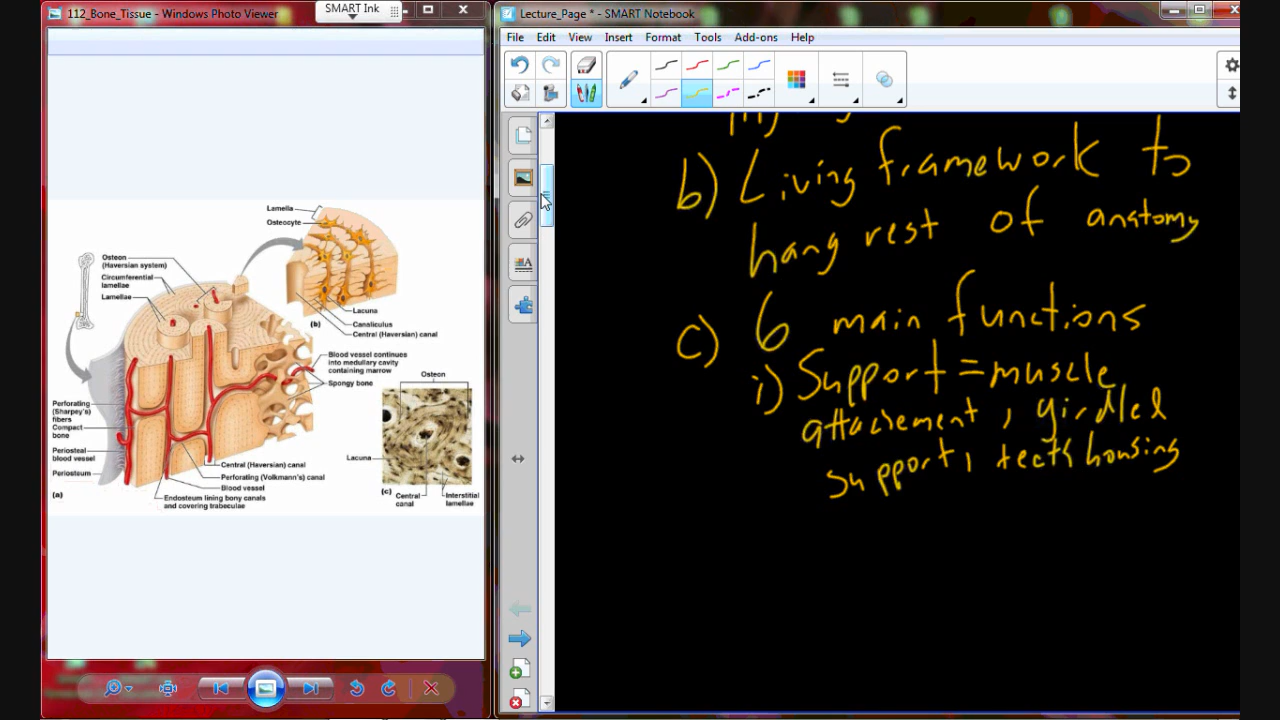 112_Bone_Tissue - Windows Photo Viewer
SMART Ink
Lamella
Osteocyte
Osteon
(Haversian system)
Circumferential
lamellae
Lamellae
Lacuna
(b)
Canaliculus
Central (Haversian) canal
Blood vessel continues
into medullary cavity
containing marrow
Spongy bone
Osteon
Perforating
(Sharpey's)
fibers
Compact
bone
Periosteal
blood vessel
Periosteum
Lacuna
Central (Haversian) canal
Perforating (Volkmann's) canal
Blood vessel
Endosteum lining bony canals
and covering trabeculae
(a)
(c)
Central
canal
Interstitial
lamellae
Lecture_Page * - SMART Notebook
File Edit View Insert Format Tools Add-ons Help
b) Living framework to
hang rest of anatomy
c) 6 main functions
i) Support = muscle
attachement, girdled
support, teeth housing